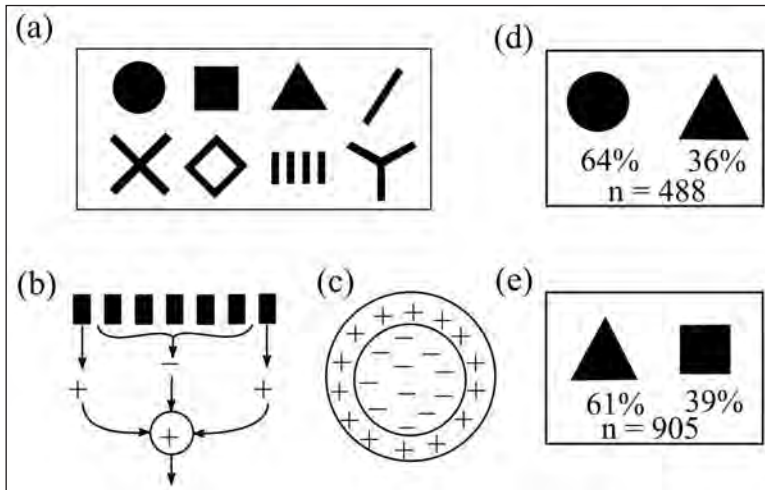 (a)
(d)
64% 36%
n = 488
(b)
− + + +
(c)
+ + + + + + + + + + + + + +
− − − − − − − − − − −
(e)
61% 39%
n = 905